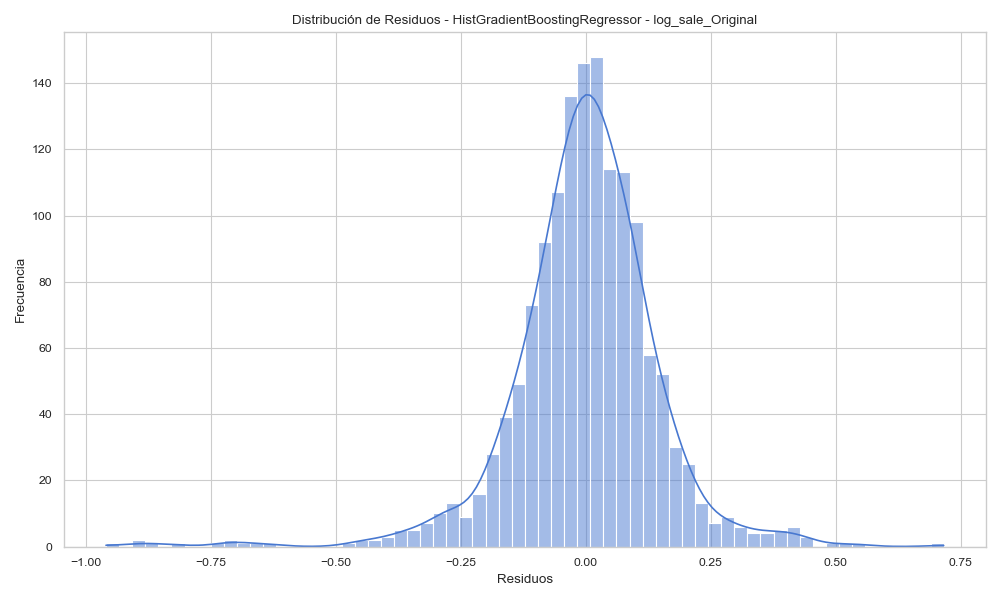 Distribución de Residuos - HistGradientBoostingRegressor - log_sale_Original
Frecuencia
140
120
100
80
60
40
20
0
−1.00 −0.75 −0.50 −0.25 0.00 0.25 0.50 0.75
Residuos